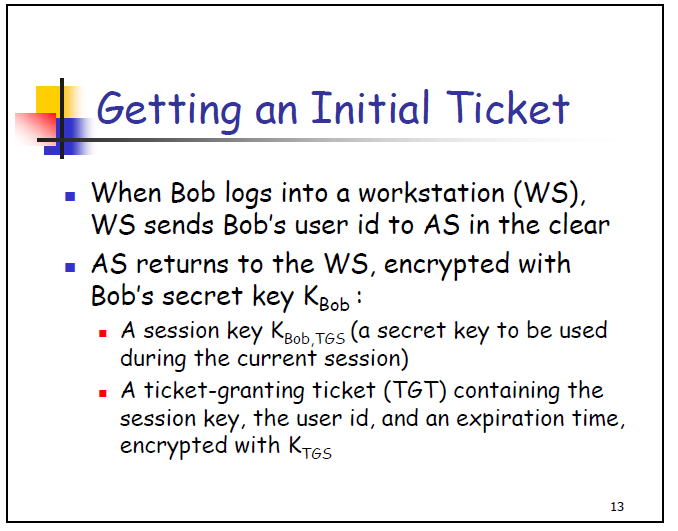 Getting an Initial Ticket
When Bob logs into a workstation (WS),
WS sends Bob's user id to AS in the clear
AS returns to the WS, encrypted with
Bob's secret key KBob :
A session key KBob,TGS (a secret key to be used
during the current session)
A ticket-granting ticket (TGT) containing the
session key, the user id, and an expiration time,
encrypted with KTGS
13